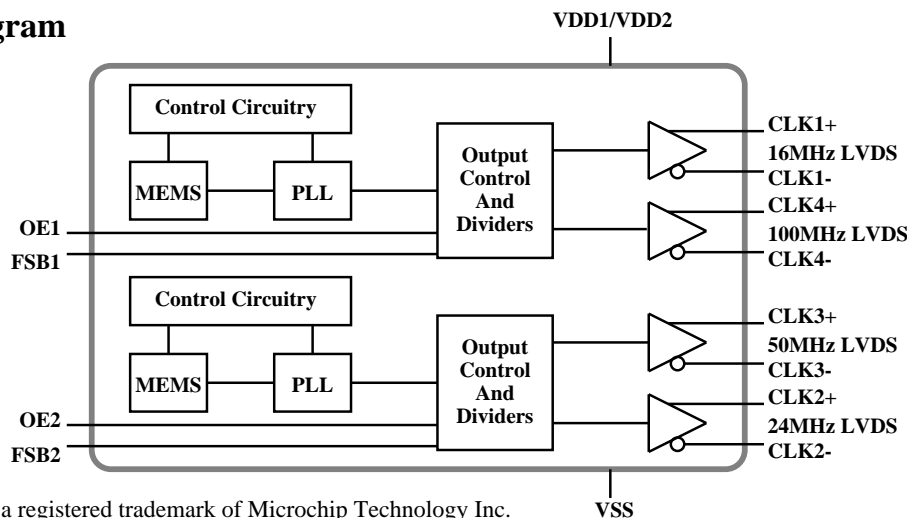 gram
VDD1/VDD2
Control Circuitry
MEMS
PLL
Output
Control
And
Dividers
CLK1+
16MHz LVDS
CLK1-
CLK4+
100MHz LVDS
CLK4-
OE1
FSB1
Control Circuitry
MEMS
PLL
Output
Control
And
Dividers
CLK3+
50MHz LVDS
CLK3-
CLK2+
24MHz LVDS
CLK2-
OE2
FSB2
a registered trademark of Microchip Technology Inc.
VSS